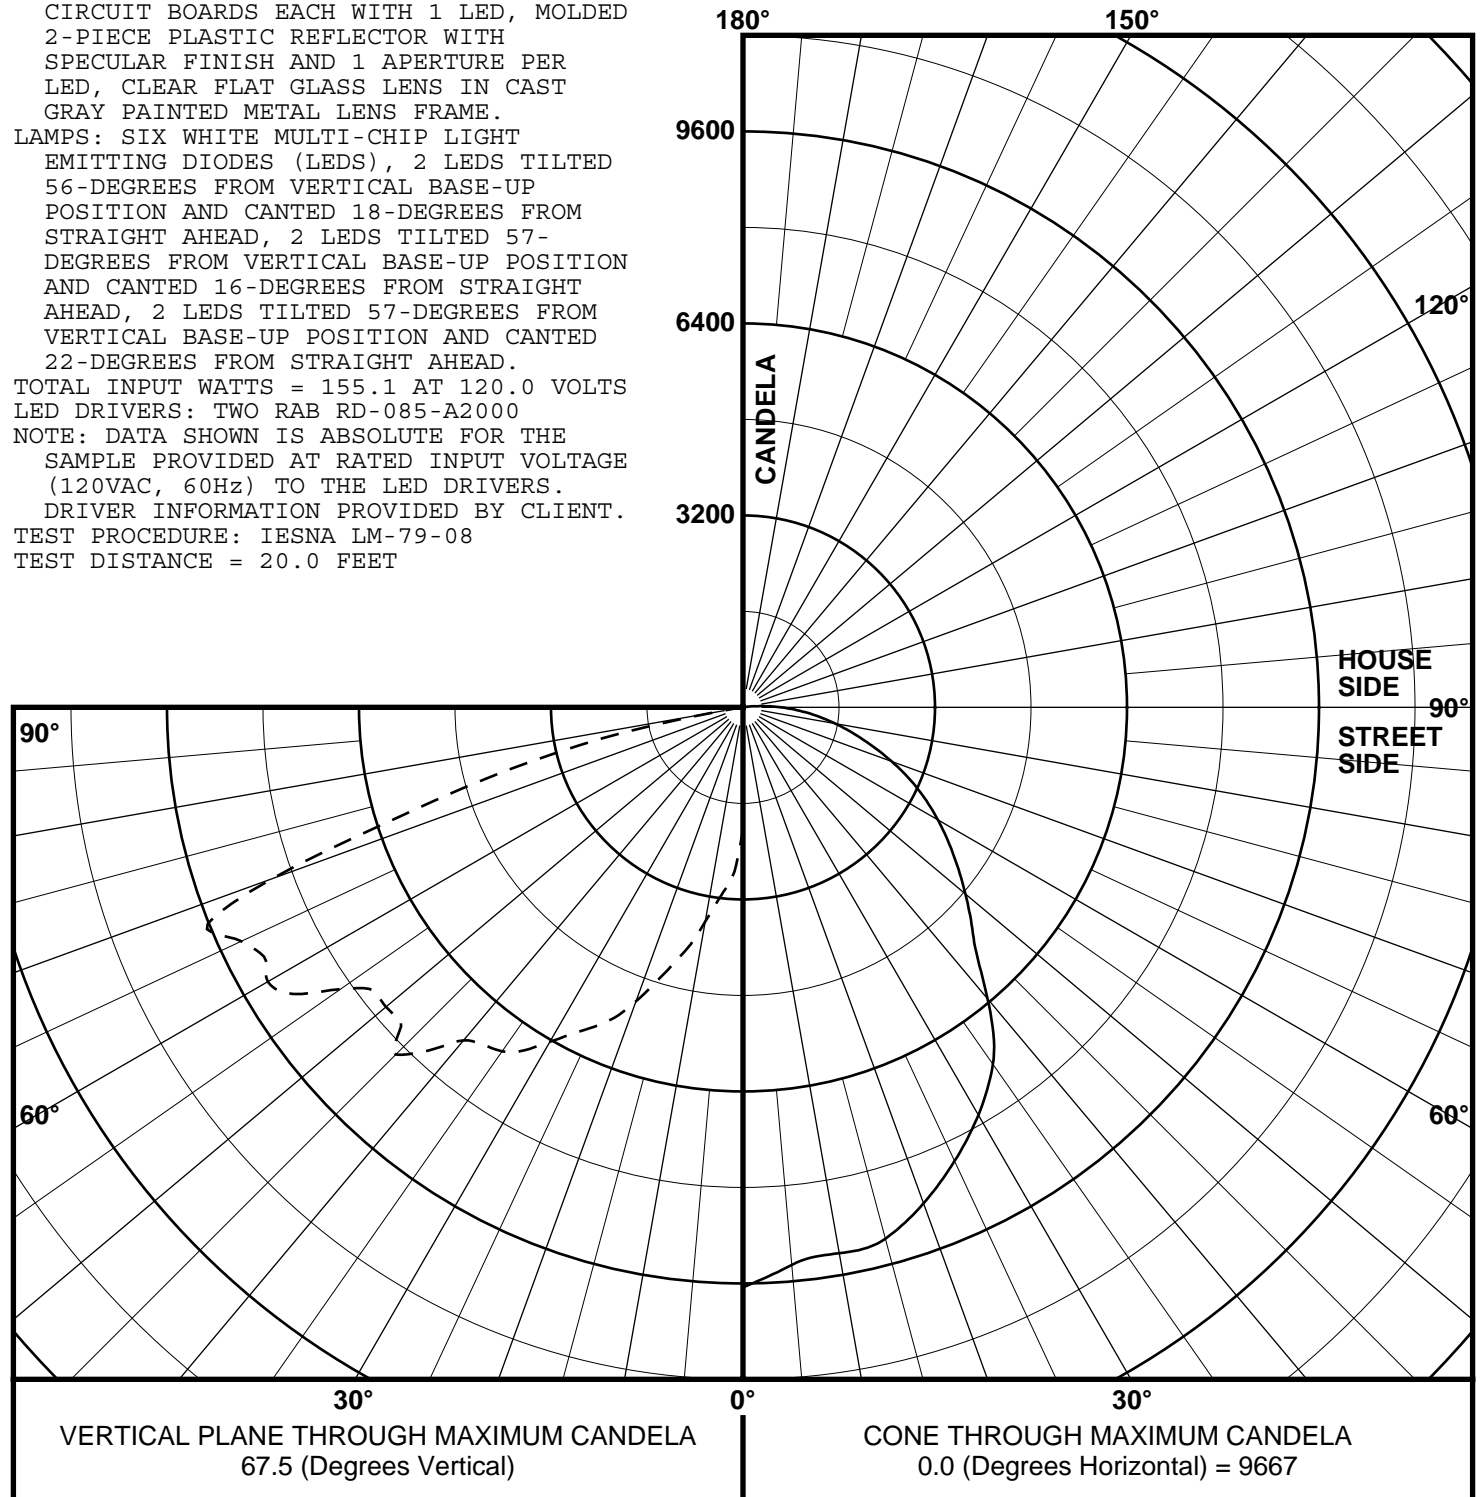 CIRCUIT BOARDS EACH WITH 1 LED, MOLDED
2-PIECE PLASTIC REFLECTOR WITH
SPECULAR FINISH AND 1 APERTURE PER
LED, CLEAR FLAT GLASS LENS IN CAST
GRAY PAINTED METAL LENS FRAME.
LAMPS: SIX WHITE MULTI-CHIP LIGHT
EMITTING DIODES (LEDS), 2 LEDS TILTED
56-DEGREES FROM VERTICAL BASE-UP
POSITION AND CANTED 18-DEGREES FROM
STRAIGHT AHEAD, 2 LEDS TILTED 57-
DEGREES FROM VERTICAL BASE-UP POSITION
AND CANTED 16-DEGREES FROM STRAIGHT
AHEAD, 2 LEDS TILTED 57-DEGREES FROM
VERTICAL BASE-UP POSITION AND CANTED
22-DEGREES FROM STRAIGHT AHEAD.
TOTAL INPUT WATTS = 155.1 AT 120.0 VOLTS
LED DRIVERS: TWO RAB RD-085-A2000
NOTE: DATA SHOWN IS ABSOLUTE FOR THE
SAMPLE PROVIDED AT RATED INPUT VOLTAGE
(120VAC, 60Hz) TO THE LED DRIVERS.
DRIVER INFORMATION PROVIDED BY CLIENT.
TEST PROCEDURE: IESNA LM-79-08
TEST DISTANCE = 20.0 FEET
180°
150°
9600
120°
6400
CANDELA
3200
HOUSE
SIDE
90°
STREET
SIDE
90°
60°
60°
30°
0°
30°
VERTICAL PLANE THROUGH MAXIMUM CANDELA
67.5 (Degrees Vertical)
CONE THROUGH MAXIMUM CANDELA
0.0 (Degrees Horizontal) = 9667